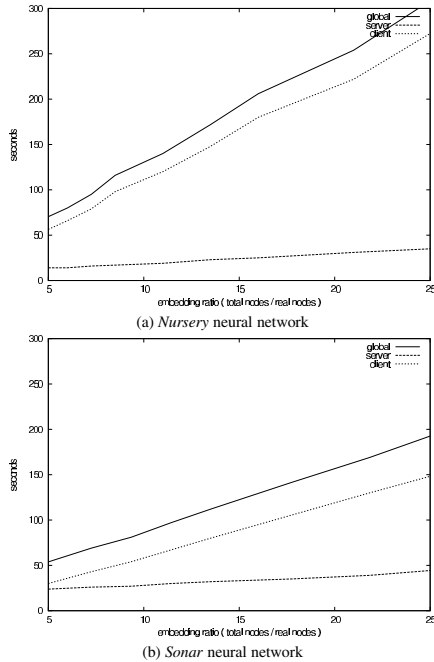 300
global
server
client
250
200
seconds
150
100
50
0
5 10 15 20 25
embedding ratio ( total nodes / real nodes )
(a) Nursery neural network
300
global
server
client
250
200
seconds
150
100
50
0
5 10 15 20 25
embedding ratio ( total nodes / real nodes )
(b) Sonar neural network